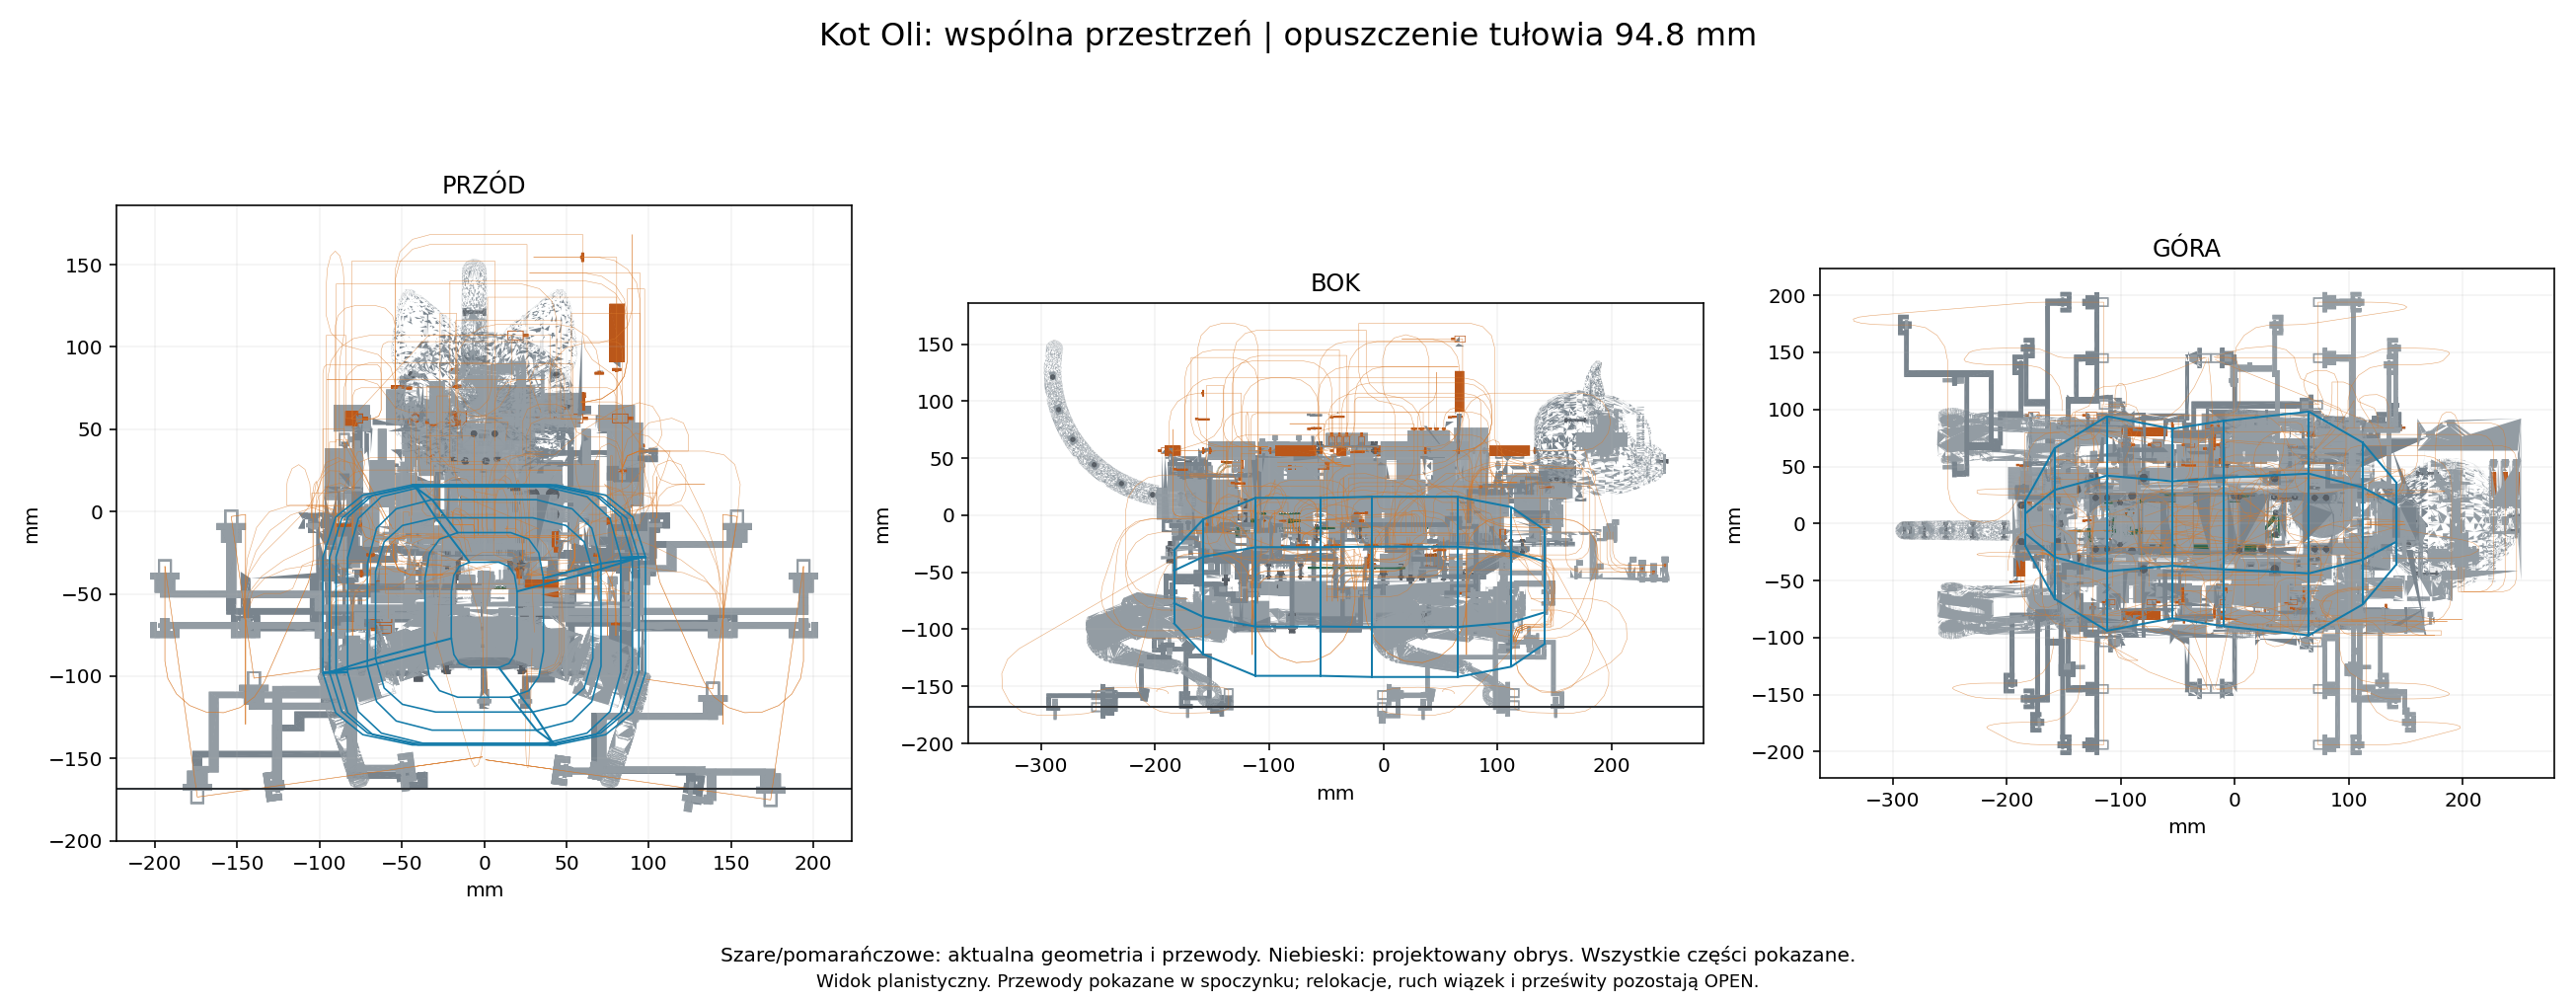 Kot Oli: wspólna przestrzeń | opuszczenie tułowia 94.8 mm
PRZÓD
150
100
50
0
−50
−100
−150
−200
mm
−200 −150 −100 −50 0 50 100 150 200
mm
BOK
150
100
50
0
−50
−100
−150
−200
mm
−300 −200 −100 0 100 200
mm
GÓRA
200
150
100
50
0
−50
−100
−150
−200
mm
−300 −200 −100 0 100 200
mm
Szare/pomarańczowe: aktualna geometria i przewody. Niebieski: projektowany obrys. Wszystkie części pokazane.
Widok planistyczny. Przewody pokazane w spoczynku; relokacje, ruch wiązek i prześwity pozostają OPEN.